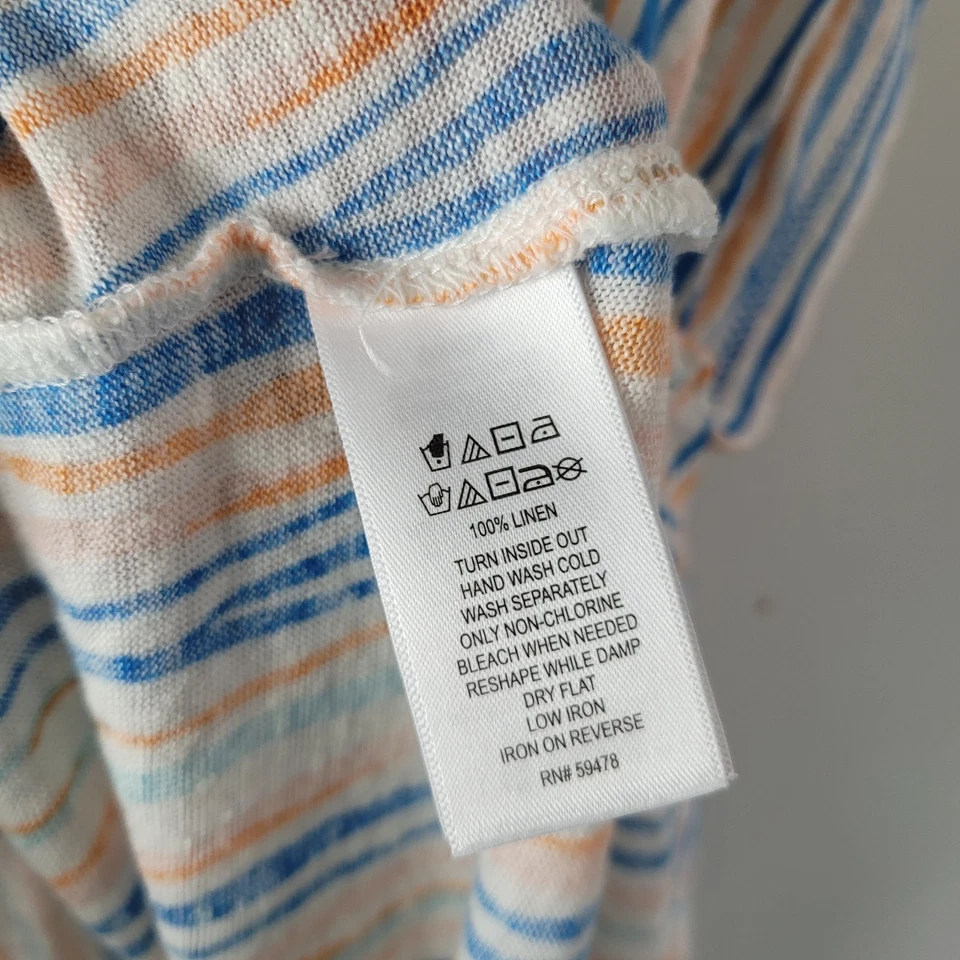 100% LINEN
TURN INSIDE OUT
HAND WASH COLD
WASH SEPARATELY
ONLY NON-CHLORINE
BLEACH WHEN NEEDED
RESHAPE WHILE DAMP
DRY FLAT
LOW IRON
IRON ON REVERSE
RN# 59478